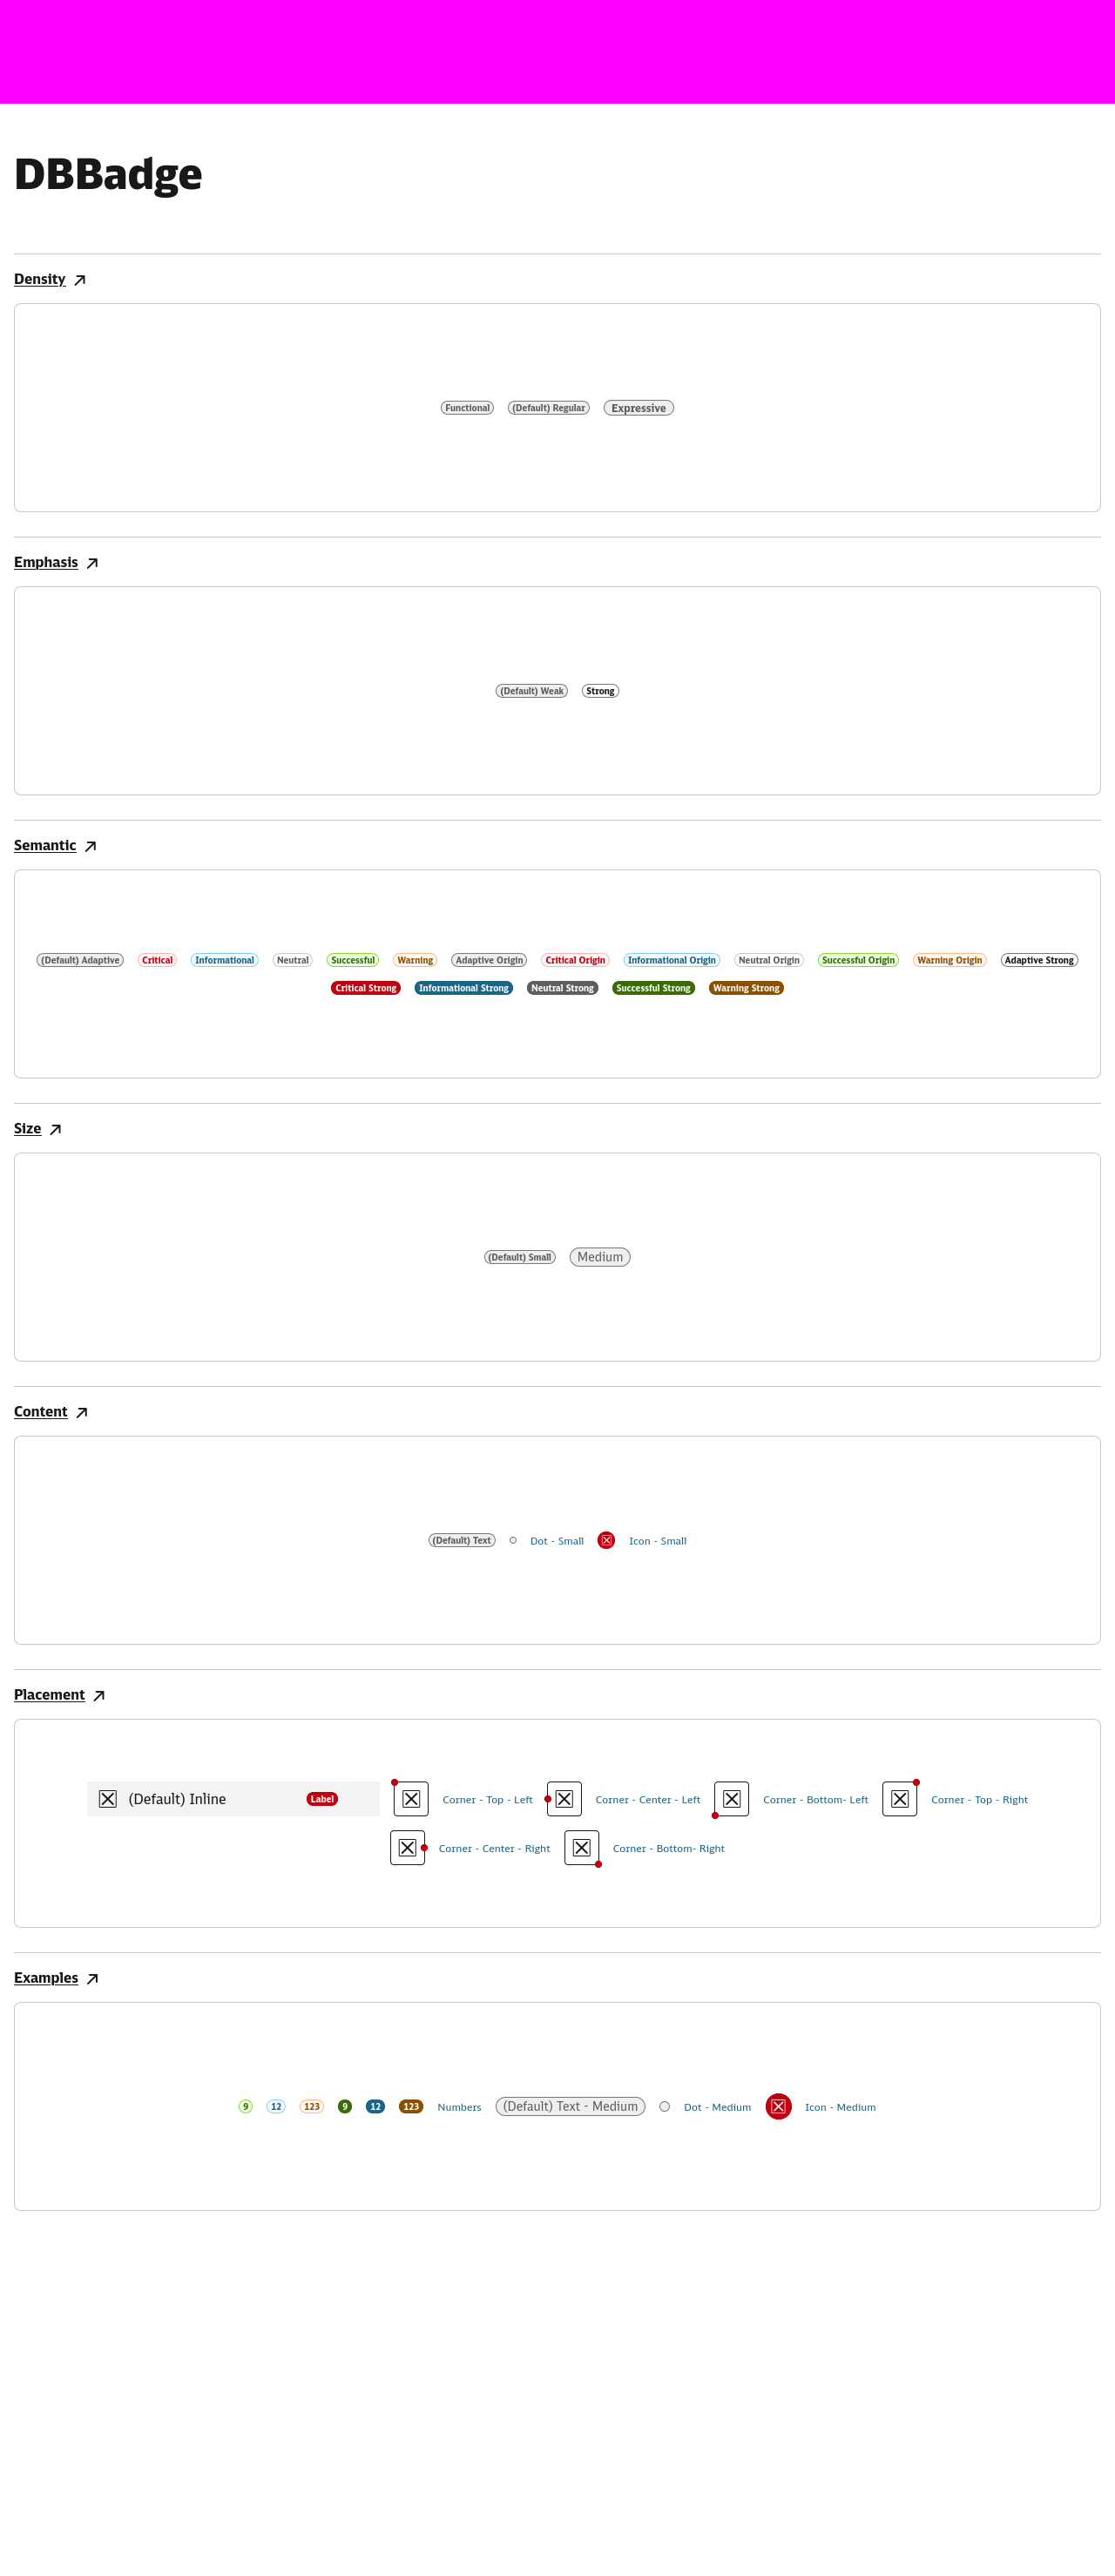 DBBadge
Density
Functional (Default) Regular Expressive
Emphasis
(Default) Weak Strong
Semantic
(Default) Adaptive Critical Informational Neutral Successful Warning Adaptive Origin Critical Origin Informational Origin Neutral Origin Successful Origin Warning Origin Adaptive Strong
Critical Strong Informational Strong Neutral Strong Successful Strong Warning Strong
Size
(Default) Small Medium
Content
(Default) Text Dot - Small Icon - Small
Placement
(Default) Inline Label Corner - Top - Left Corner - Center - Left Corner - Bottom- Left Corner - Top - Right
Corner - Center - Right Corner - Bottom- Right
Examples
9 12 123 9 12 123 Numbers (Default) Text - Medium Dot - Medium Icon - Medium